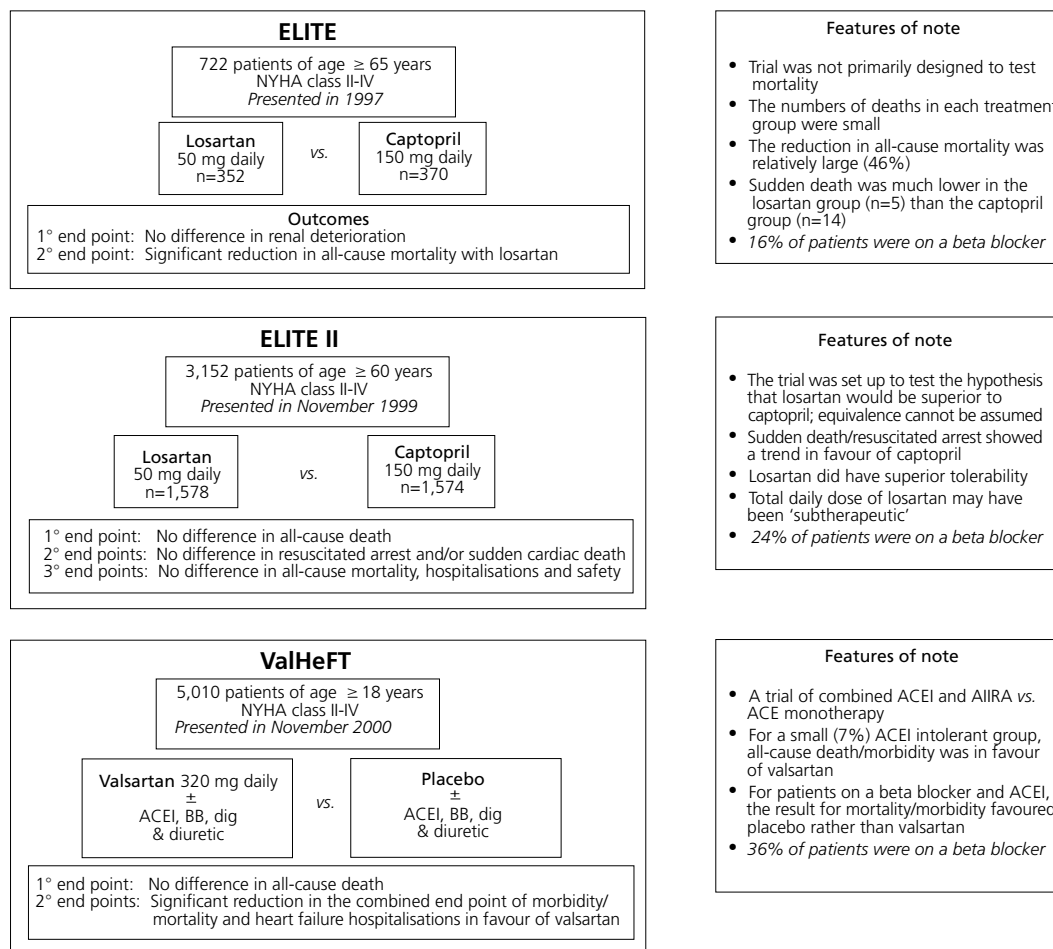 ELITE
722 patients of age ≥ 65 years
NYHA class II-IV
Presented in 1997
Losartan
50 mg daily
n=352
vs.
Captopril
150 mg daily
n=370
Outcomes
1° end point: No difference in renal deterioration
2° end point: Significant reduction in all-cause mortality with losartan
Features of note
• Trial was not primarily designed to test
mortality
• The numbers of deaths in each treatment
group were small
• The reduction in all-cause mortality was
relatively large (46%)
• Sudden death was much lower in the
losartan group (n=5) than the captopril
group (n=14)
• 16% of patients were on a beta blocker
ELITE II
3,152 patients of age ≥ 60 years
NYHA class II-IV
Presented in November 1999
Losartan
50 mg daily
n=1,578
vs.
Captopril
150 mg daily
n=1,574
1° end point: No difference in all-cause death
2° end points: No difference in resuscitated arrest and/or sudden cardiac death
3° end points: No difference in all-cause mortality, hospitalisations and safety
Features of note
• The trial was set up to test the hypothesis
that losartan would be superior to
captopril; equivalence cannot be assumed
• Sudden death/resuscitated arrest showed
a trend in favour of captopril
• Losartan did have superior tolerability
• Total daily dose of losartan may have
been ‘subtherapeutic’
• 24% of patients were on a beta blocker
ValHeFT
5,010 patients of age ≥ 18 years
NYHA class II-IV
Presented in November 2000
Valsartan 320 mg daily
±
ACEI, BB, dig
& diuretic
vs.
Placebo
±
ACEI, BB, dig
& diuretic
1° end point: No difference in all-cause death
2° end points: Significant reduction in the combined end point of morbidity/
mortality and heart failure hospitalisations in favour of valsartan
Features of note
• A trial of combined ACEI and AIIRA vs.
ACE monotherapy
• For a small (7%) ACEI intolerant group,
all-cause death/morbidity was in favour
of valsartan
• For patients on a beta blocker and ACEI,
the result for mortality/morbidity favoured
placebo rather than valsartan
• 36% of patients were on a beta blocker